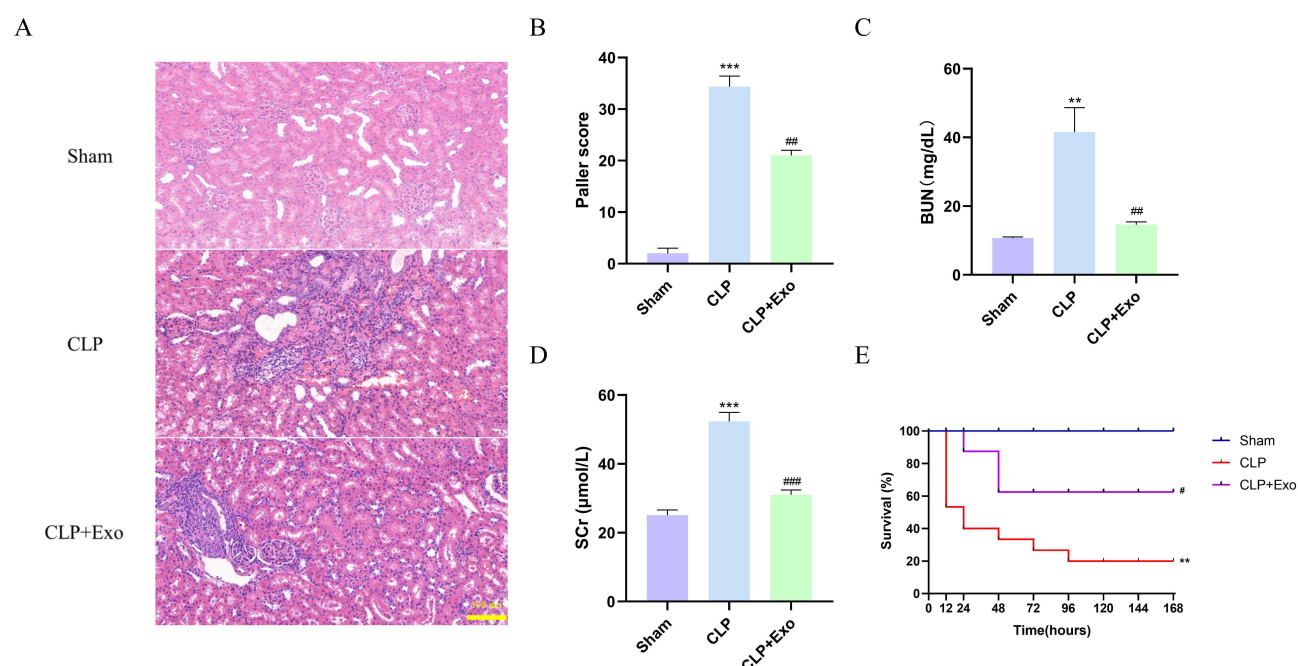 A
Sham
CLP
CLP+Exo
B
Paller score
40
30
20
10
0
***
##
Sham
CLP
CLP+Exo
C
BUN(mg/dL)
60
40
20
0
**
##
Sham
CLP
CLP+Exo
D
SCr (μmol/L)
60
40
20
0
***
###
Sham
CLP
CLP+Exo
E
Survival (%)
100
80
60
40
20
0
0 12 24 48 72 96 120 144 168
Time(hours)
#
**
Sham
CLP
CLP+Exo